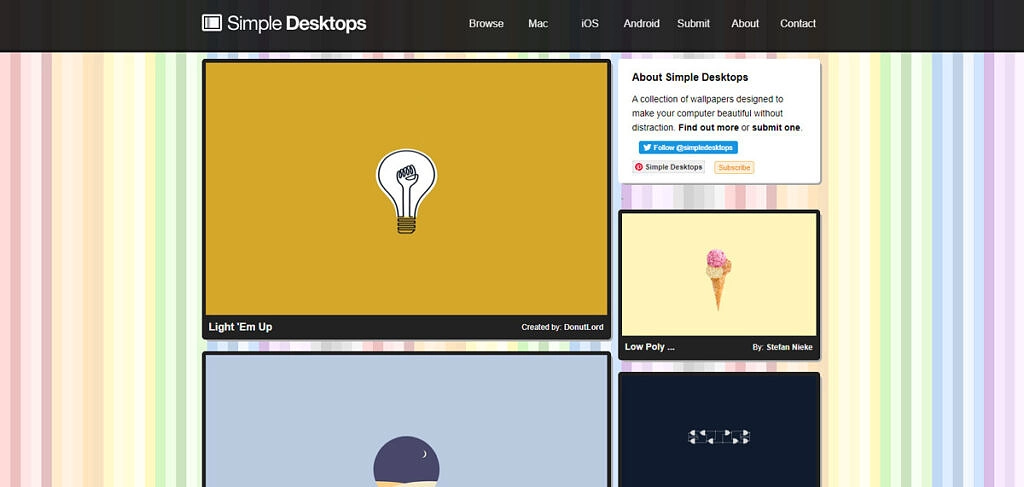 Simple Desktops
Browse Mac iOS Android Submit About Contact
Light 'Em Up Created by: DonutLord
About Simple Desktops
A collection of wallpapers designed to
make your computer beautiful without
distraction. Find out more or submit one.
Follow @simpledesktops
Simple Desktops Subscribe
Low Poly ... By: Stefan Nieke